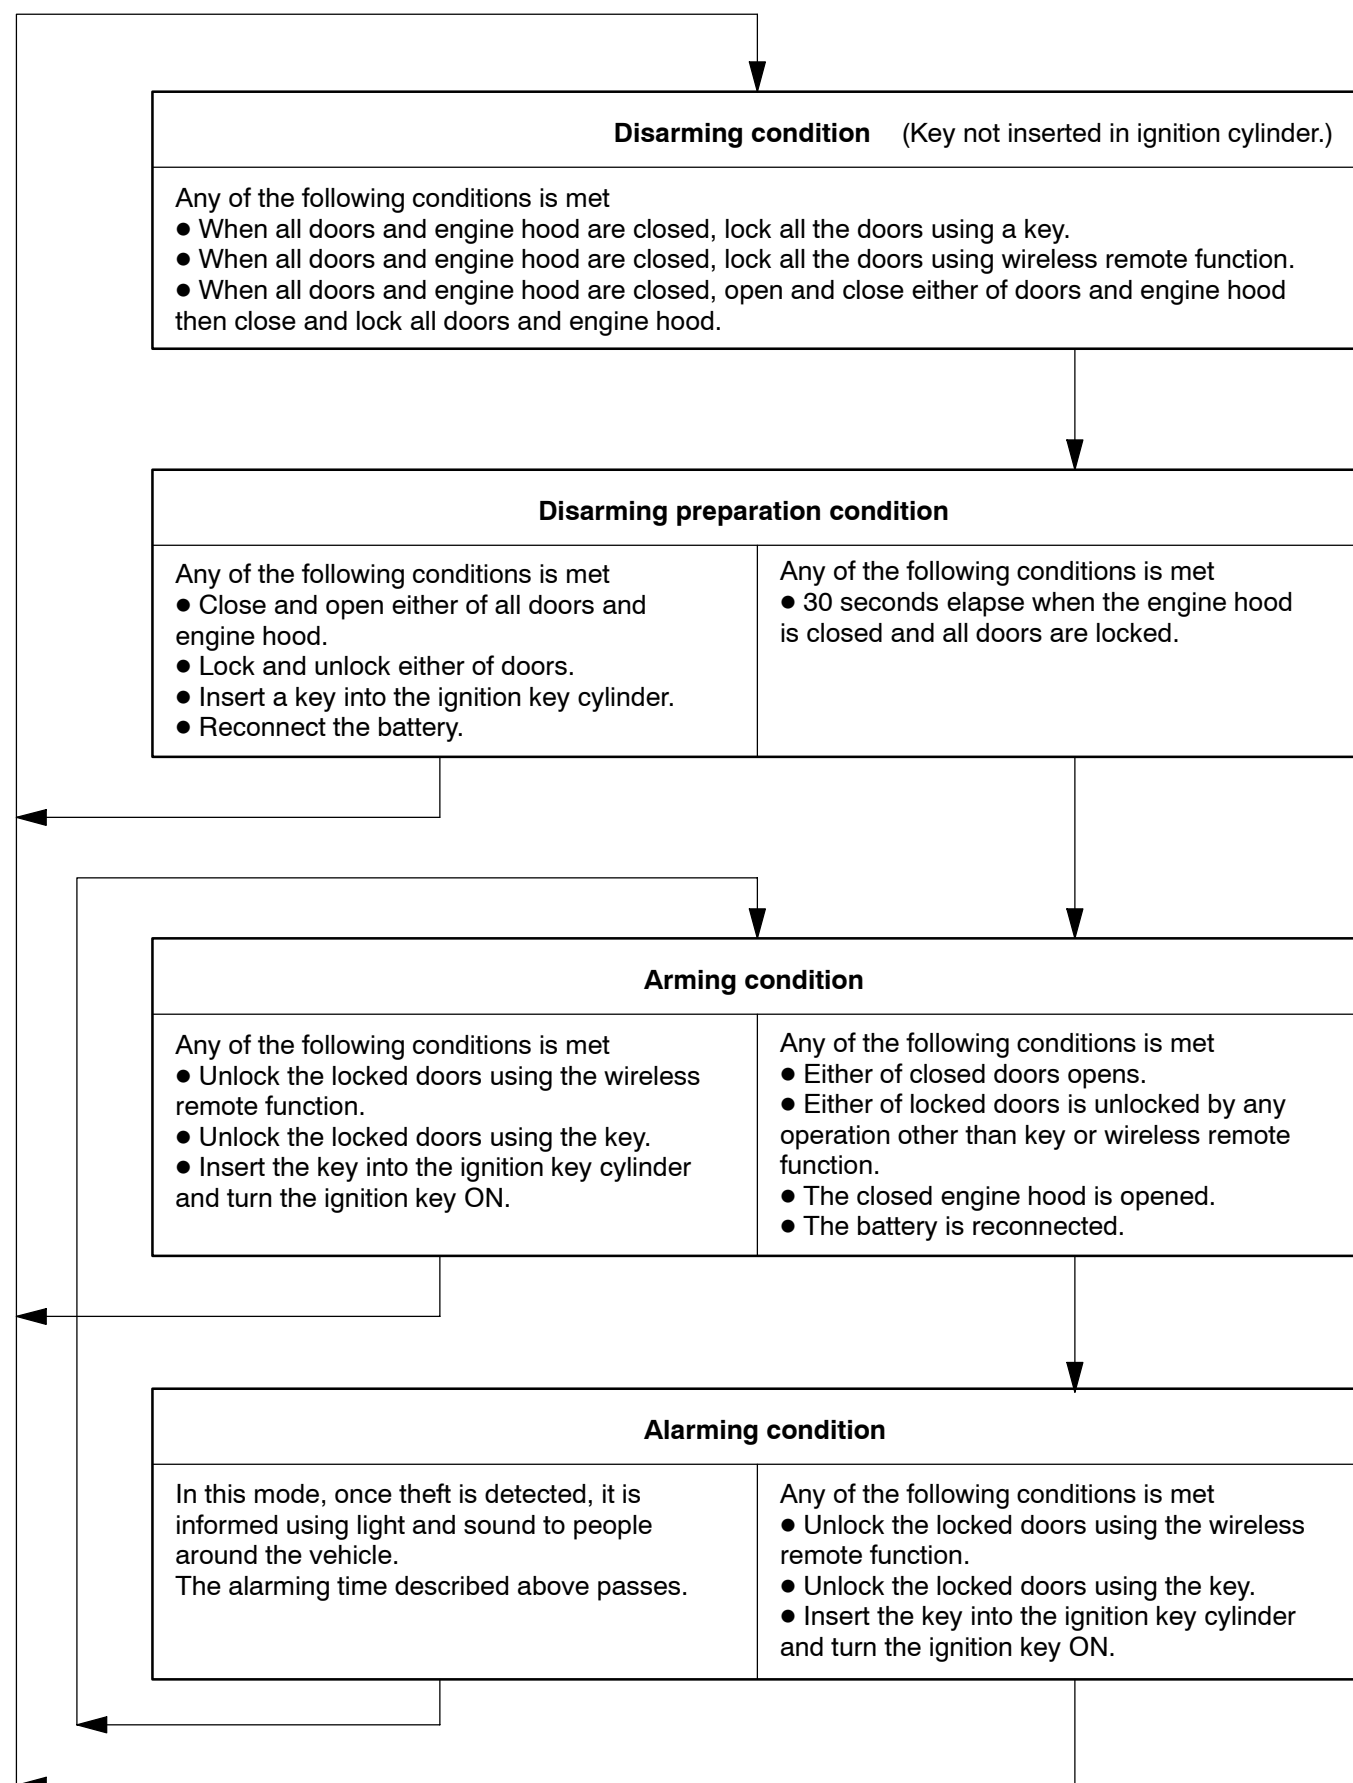 Disarming condition (Key not inserted in ignition cylinder.)
Any of the following conditions is met
● When all doors and engine hood are closed, lock all the doors using a key.
● When all doors and engine hood are closed, lock all the doors using wireless remote function.
● When all doors and engine hood are closed, open and close either of doors and engine hood
then close and lock all doors and engine hood.
Disarming preparation condition
Any of the following conditions is met
● Close and open either of all doors and
engine hood.
● Lock and unlock either of doors.
● Insert a key into the ignition key cylinder.
● Reconnect the battery.
Any of the following conditions is met
● 30 seconds elapse when the engine hood
is closed and all doors are locked.
Arming condition
Any of the following conditions is met
● Unlock the locked doors using the wireless
remote function.
● Unlock the locked doors using the key.
● Insert the key into the ignition key cylinder
and turn the ignition key ON.
Any of the following conditions is met
● Either of closed doors opens.
● Either of locked doors is unlocked by any
operation other than key or wireless remote
function.
● The closed engine hood is opened.
● The battery is reconnected.
Alarming condition
In this mode, once theft is detected, it is
informed using light and sound to people
around the vehicle.
The alarming time described above passes.
Any of the following conditions is met
● Unlock the locked doors using the wireless
remote function.
● Unlock the locked doors using the key.
● Insert the key into the ignition key cylinder
and turn the ignition key ON.